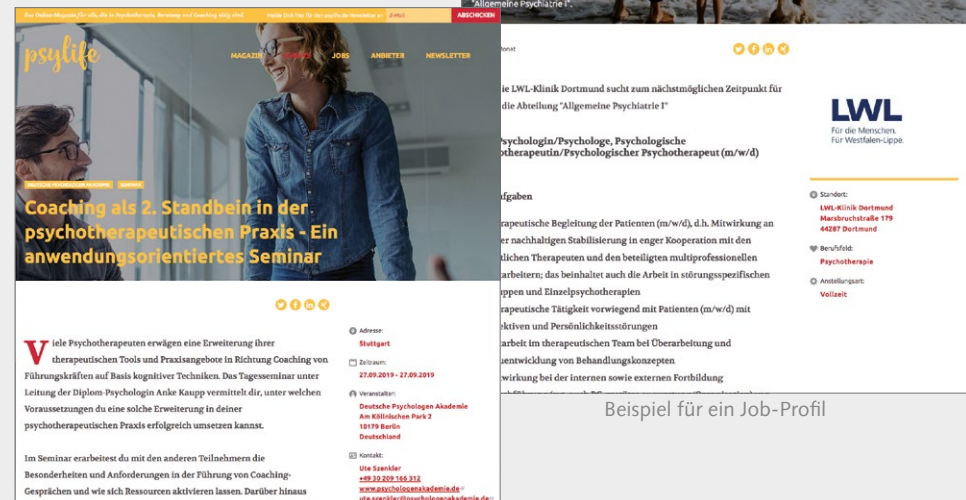 Das Online-Magazin für alle, die in Psychotherapie, Beratung und Coaching tätig sind.
ABSCHICKEN
psylife
MAGAZIN
JOBS
ANBIETER
NEWSLETTER
DEUTSCHE PSYCHOLOGEN AKADEMIE
SEMINAR
Coaching als 2. Standbein in der
psychotherapeutischen Praxis - Ein
anwendungsorientiertes Seminar
Viele Psychotherapeuten erwägen eine Erweiterung ihrer
therapeutischen Tools und Praxisangebote in Richtung Coaching von
Führungskräften auf Basis kognitiver Techniken. Das Tagesseminar unter
Leitung der Diplom-Psychologin Anke Kaupp vermittelt dir, unter welchen
Voraussetzungen du eine solche Erweiterung in deiner
psychotherapeutischen Praxis erfolgreich umsetzen kannst.
Im Seminar erarbeitest du mit den anderen Teilnehmern die
Besonderheiten und Anforderungen in der Führung von Coaching-
Gesprächen und wie sich Ressourcen aktivieren lassen. Darüber hinaus
Adresse:
Stuttgart
Zeitraum:
27.09.2019 - 27.09.2019
Veranstalter:
Deutsche Psychologen Akademie
Am Köllnischen Park 2
10179 Berlin
Deutschland
Kontakt:
Ute Szenkler
+49 30 209 166 312
www.psychologenakademie.de
ute.szenkler@psychologenakademie.de
"Allgemeine Psychiatrie I".
ie LWL-Klinik Dortmund sucht zum nächstmöglichen Zeitpunkt für
die Abteilung "Allgemeine Psychiatrie I"
Psychologin/Psychologe, Psychologische
otherapeutin/Psychologischer Psychotherapeut (m/w/d)
fgaben
rapeutische Begleitung der Patienten (m/w/d), d.h. Mitwirkung an
er nachhaltigen Stabilisierung in enger Kooperation mit den
tlichen Therapeuten und den beteiligten multiprofessionellen
arbeitern; das beinhaltet auch die Arbeit in störungsspezifischen
ppen und Einzelpsychotherapien
rapeutische Tätigkeit vorwiegend mit Patienten (m/w/d) mit
ektiven und Persönlichkeitsstörungen
arbeit im therapeutischen Team bei Überarbeitung und
uentwicklung von Behandlungskonzepten
wirkung bei der internen sowie externen Fortbildung
LWL
Für die Menschen.
Für Westfalen-Lippe.
Standort:
LWL-Klinik Dortmund
Marsbruchstraße 179
44287 Dortmund
Berufsfeld:
Psychotherapie
Anstellungsart:
Vollzeit
Beispiel für ein Job-Profil